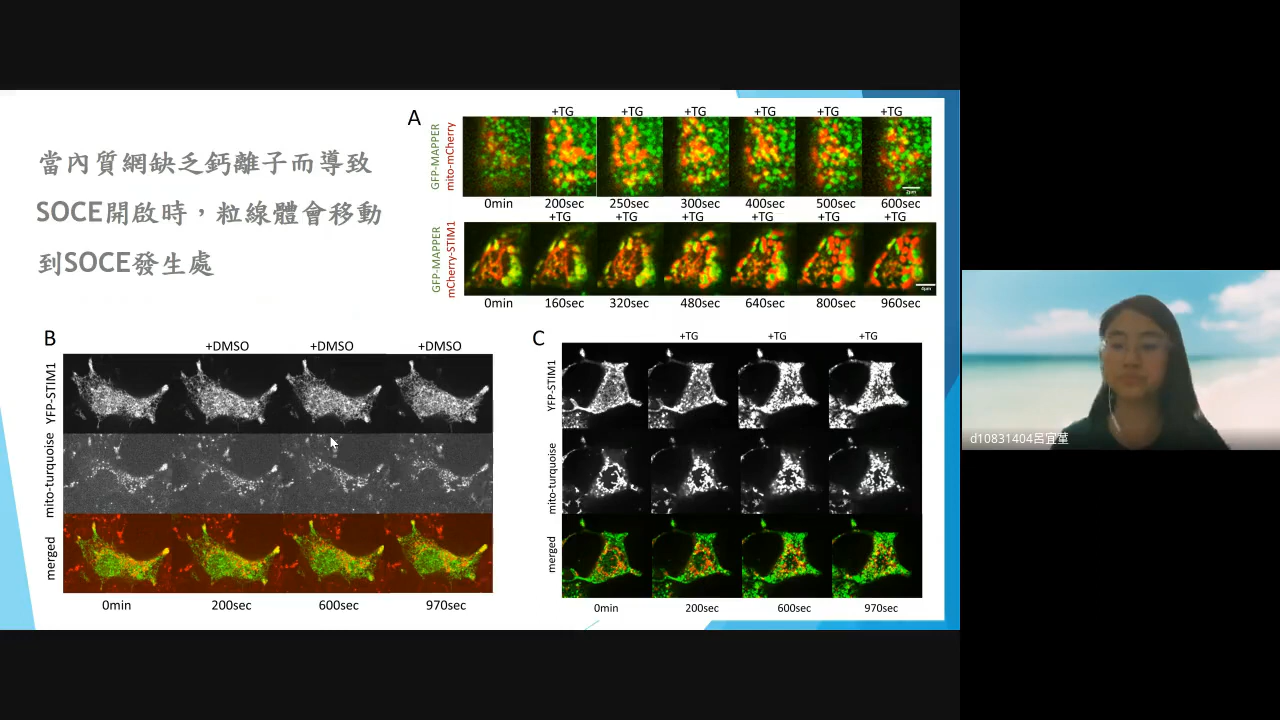 當內質網缺乏鈣離子而導致
SOCE開啟時，粒線體會移動
到SOCE發生處
A
+TG +TG +TG +TG +TG +TG
GFP-MAPPER
mito-mCherry
2μm
0min 200sec 250sec 300sec 400sec 500sec 600sec
+TG +TG +TG +TG +TG +TG
GFP-MAPPER
mCherry-STIM1
4μm
0min 160sec 320sec 480sec 640sec 800sec 960sec
B
+DMSO +DMSO +DMSO
YFP-STIM1
mito-turquoise
merged
0min 200sec 600sec 970sec
C
+TG +TG +TG
YFP-STIM1
mito-turquoise
merged
0min 200sec 600sec 970sec
d10831404呂宜蓁